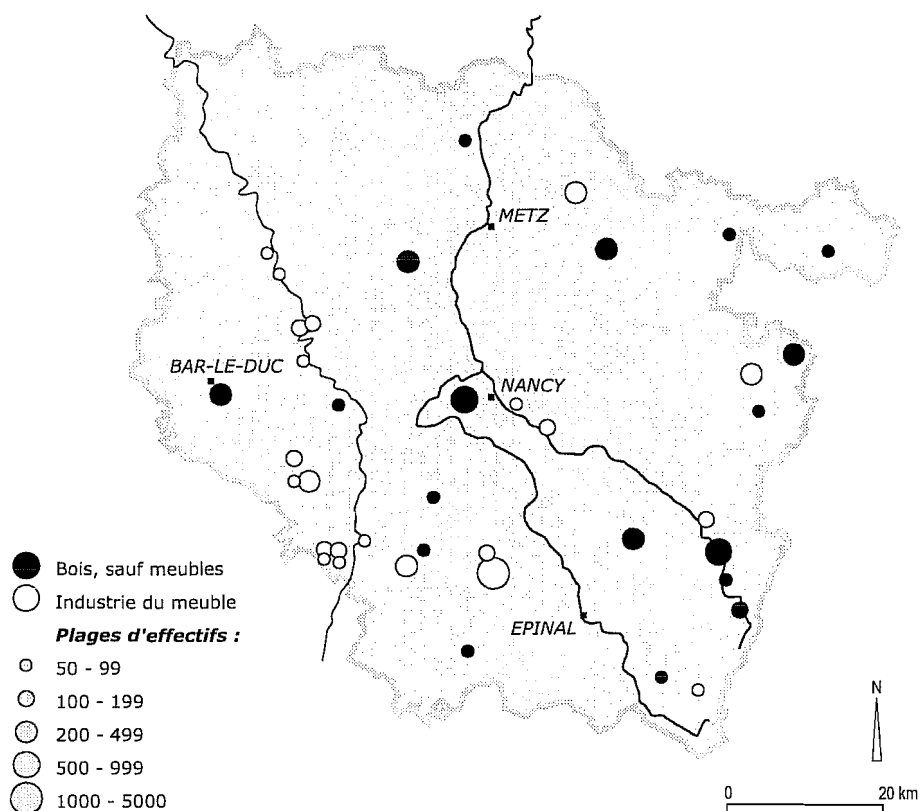 METZ
BAR-LE-DUC
NANCY
EPINAL
Bois, sauf meubles
Industrie du meuble
Plages d'effectifs :
50 - 99
100 - 199
200 - 499
500 - 999
1000 - 5000
N
0 20 km